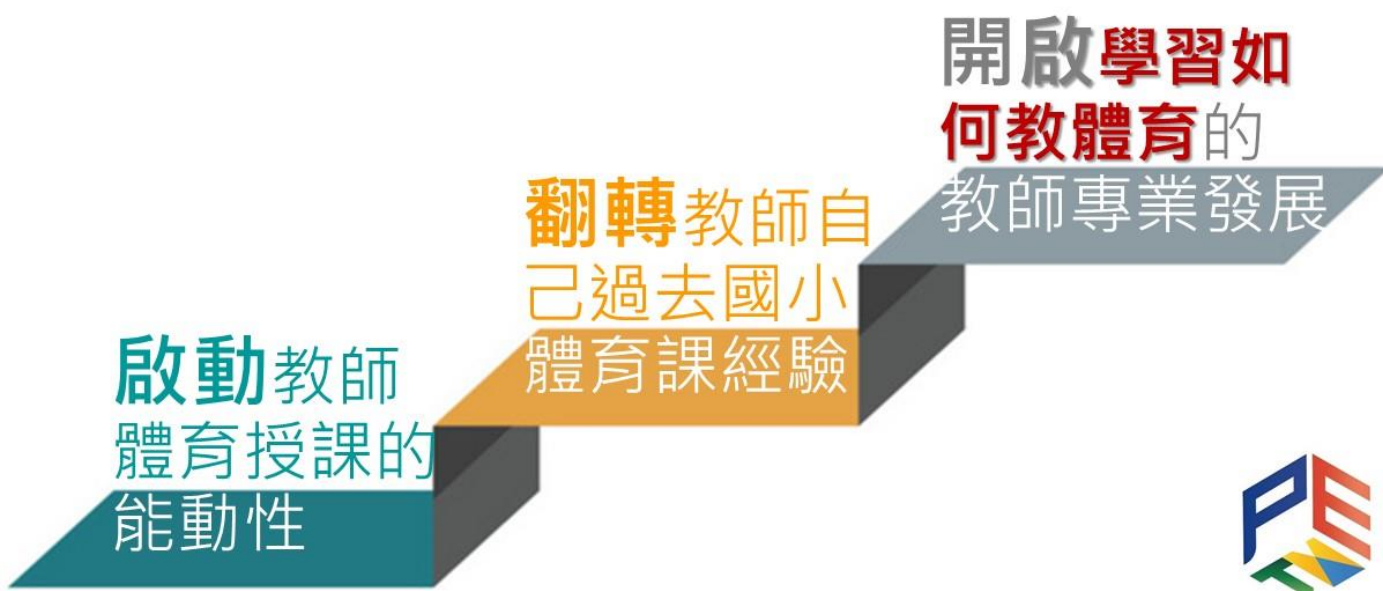 啟動教師
體育授課的
能動性
翻轉教師自
己過去國小
體育課經驗
開啟學習如
何教體育的
教師專業發展
PE
TW